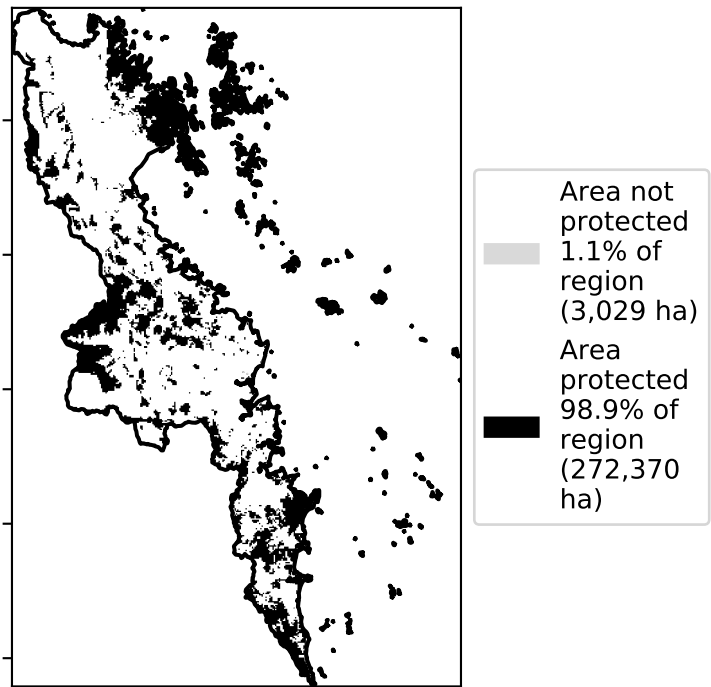 Area not
protected
1.1% of
region
(3,029 ha)
Area
protected
98.9% of
region
(272,370
ha)